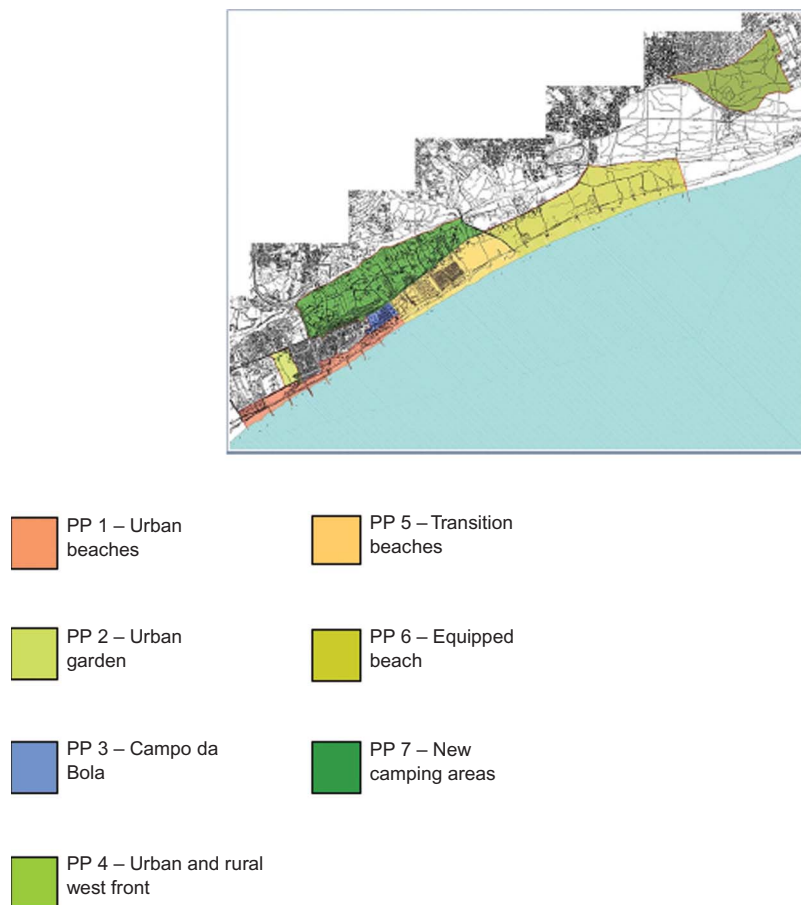 PP 1 – Urban
beaches
PP 5 – Transition
beaches
PP 2 – Urban
garden
PP 6 – Equipped
beach
PP 3 – Campo da
Bola
PP 7 – New
camping areas
PP 4 – Urban and rural
west front